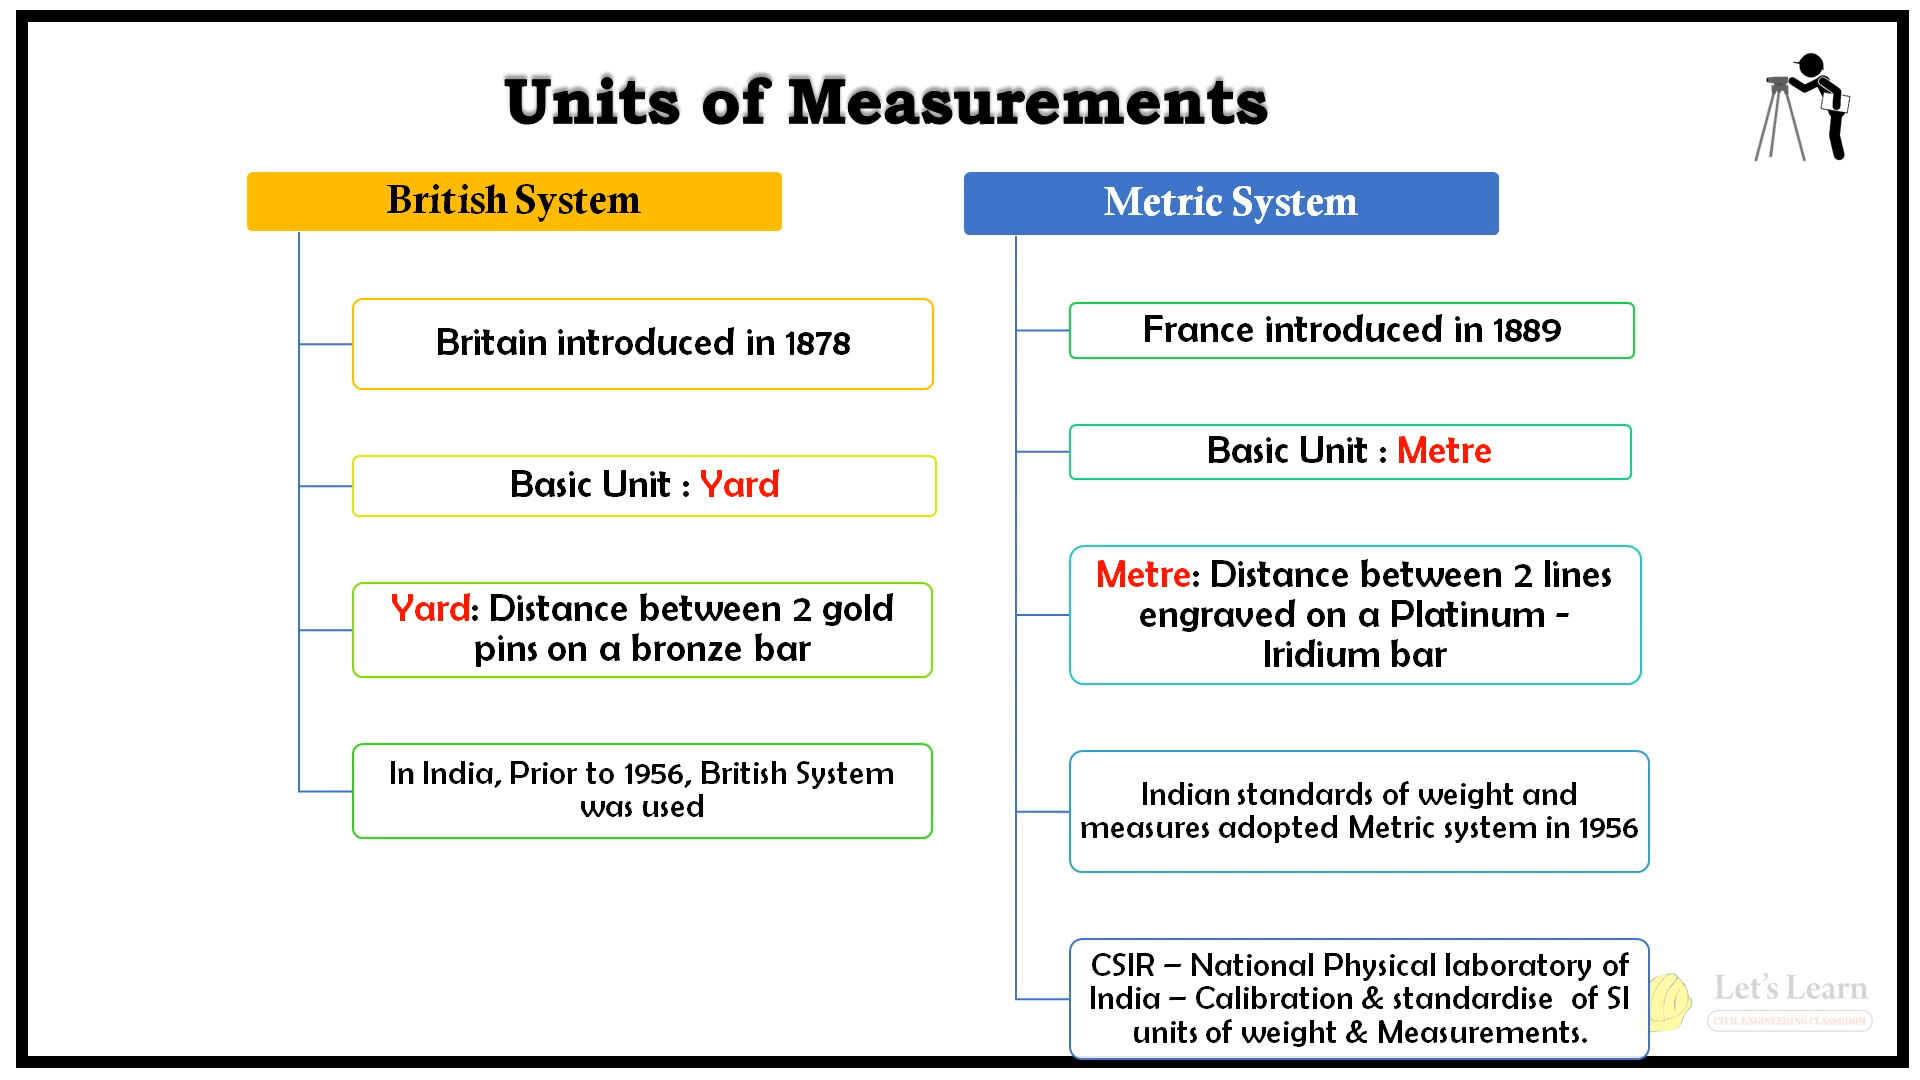 Units of Measurements
British System
Britain introduced in 1878
Basic Unit : Yard
Yard: Distance between 2 gold
pins on a bronze bar
In India, Prior to 1956, British System
was used
Metric System
France introduced in 1889
Basic Unit : Metre
Metre: Distance between 2 lines
engraved on a Platinum -
Iridium bar
Indian standards of weight and
measures adopted Metric system in 1956
CSIR – National Physical laboratory of
India – Calibration & standardise of SI
units of weight & Measurements.
Let's Learn
CIVIL ENGINEERING CLASSROOM